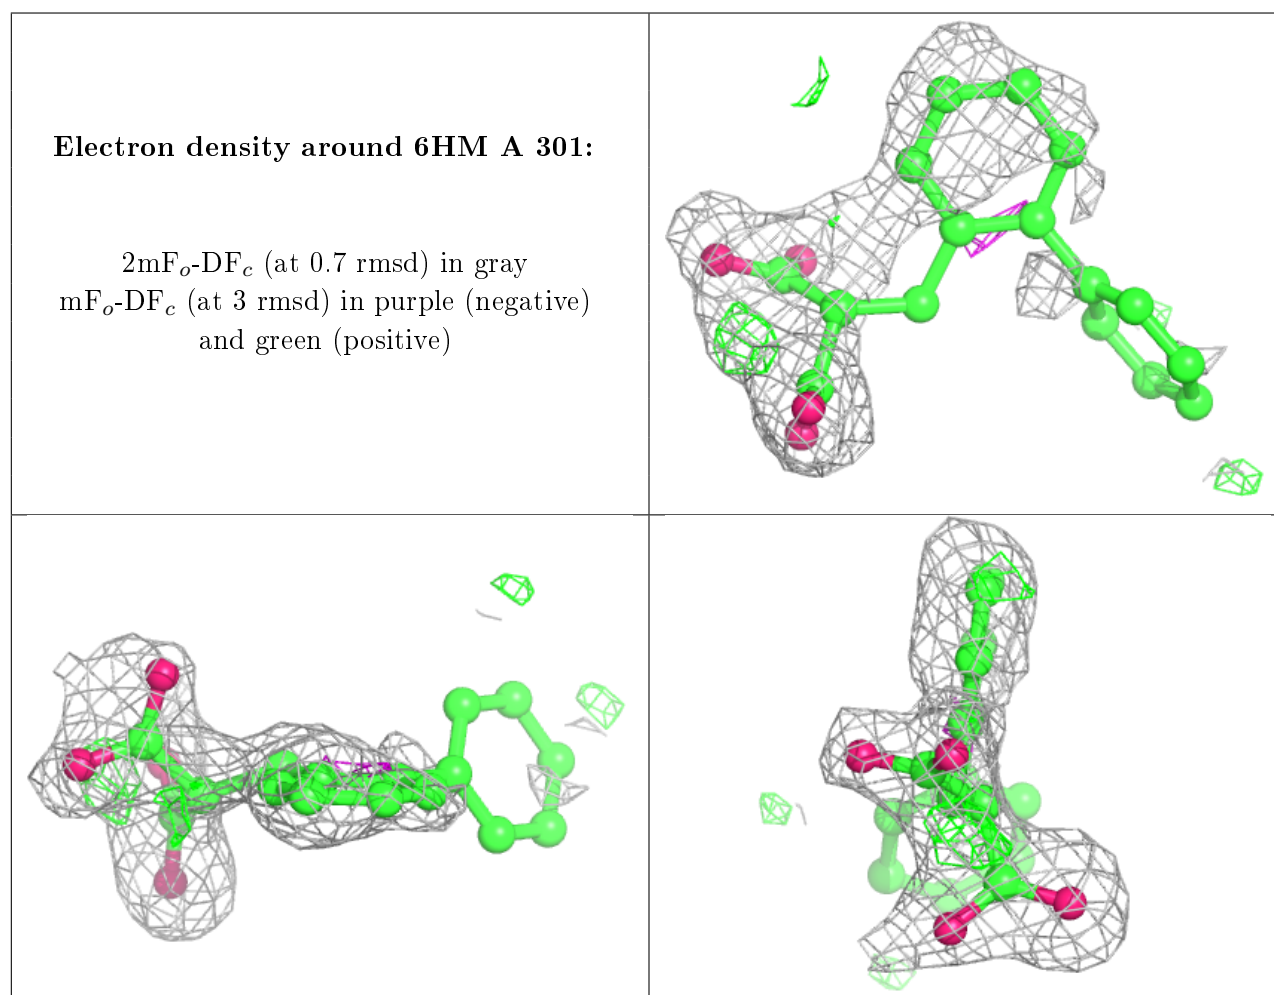 Electron density around 6HM A 301:
2mFo-DFc (at 0.7 rmsd) in gray
mFo-DFc (at 3 rmsd) in purple (negative)
and green (positive)